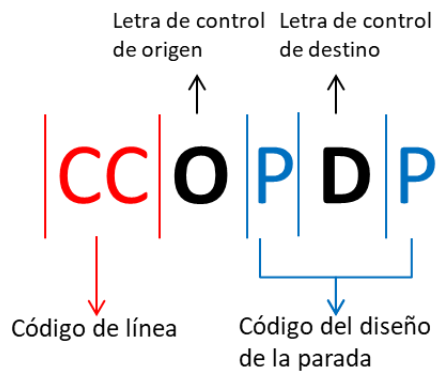 Letra de control
de origen
Letra de control
de destino
CCOPDP
Código de línea
Código del diseño
de la parada